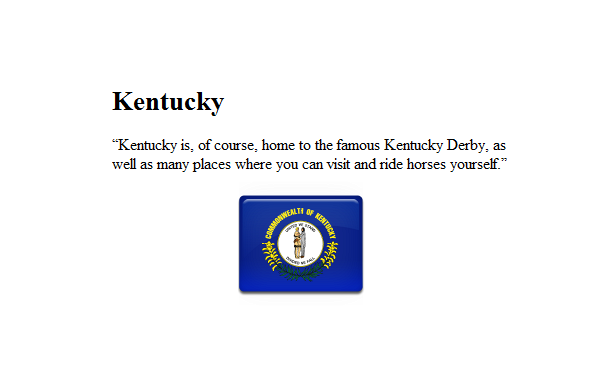 Kentucky
“Kentucky is, of course, home to the famous Kentucky Derby, as
well as many places where you can visit and ride horses yourself.”
COMMONWEALTH OF KENTUCKY
UNITED WE STAND
DIVIDED WE FALL